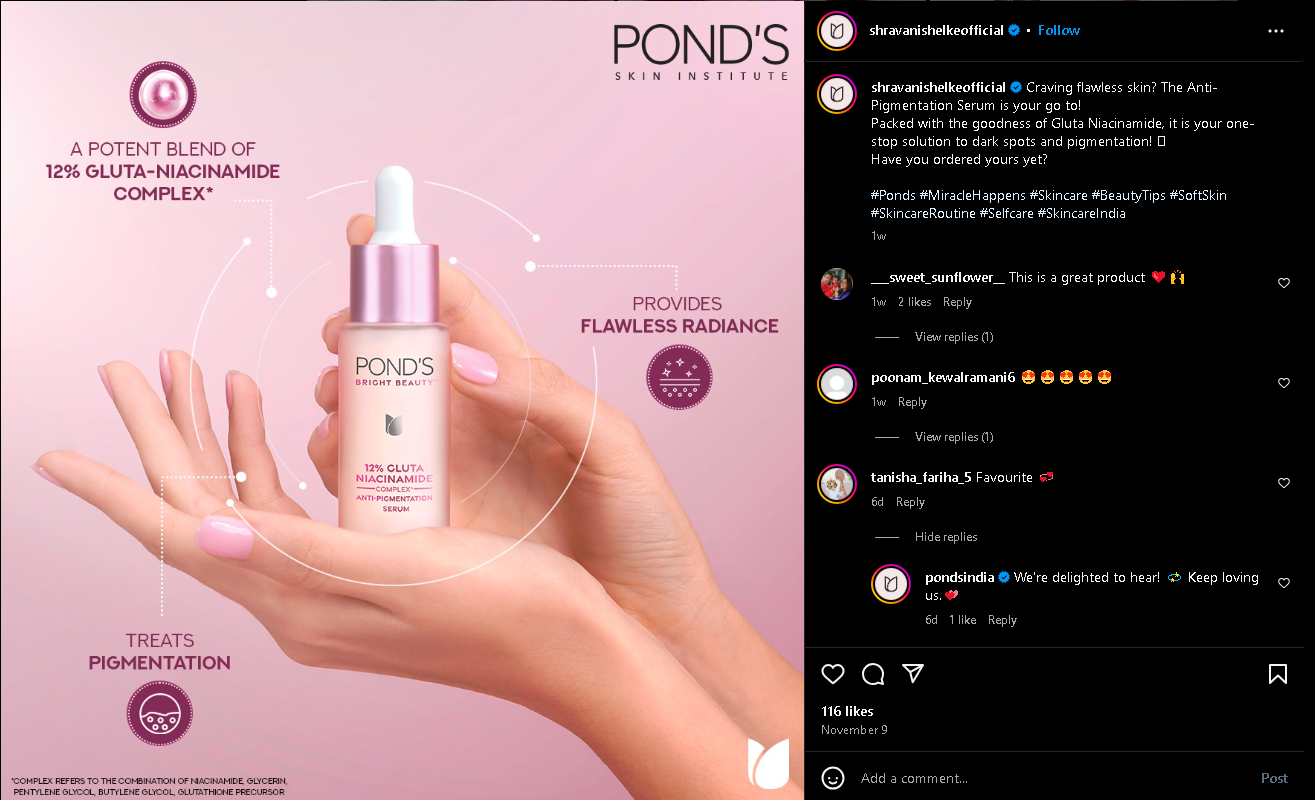 POND'S
SKIN INSTITUTE
A POTENT BLEND OF
12% GLUTA-NIACINAMIDE
COMPLEX*
PROVIDES
FLAWLESS RADIANCE
POND'S
BRIGHT BEAUTY™
12% GLUTA
NIACINAMIDE
COMPLEX*
ANTI-PIGMENTATION
SERUM
TREATS
PIGMENTATION
*COMPLEX REFERS TO THE COMBINATION OF NIACINAMIDE, GLYCERIN,
PENTYLENE GLYCOL, BUTYLENE GLYCOL, GLUTATHIONE PRECURSOR
shravanishelkeofficial • Follow
shravanishelkeofficial Craving flawless skin? The Anti-
Pigmentation Serum is your go to!
Packed with the goodness of Gluta Niacinamide, it is your one-
stop solution to dark spots and pigmentation!
Have you ordered yours yet?
#Ponds #MiracleHappens #Skincare #BeautyTips #SoftSkin
#SkincareRoutine #Selfcare #SkincareIndia
1w
___sweet_sunflower__ This is a great product ❤️🙌
1w 2 likes Reply
View replies (1)
poonam_kewalramani6 😍😍😍😍😍
1w Reply
View replies (1)
tanisha_fariha_5 Favourite 💝
6d Reply
Hide replies
pondsindia We're delighted to hear! 💫 Keep loving
us.💕
6d 1 like Reply
116 likes
November 9
Add a comment...
Post